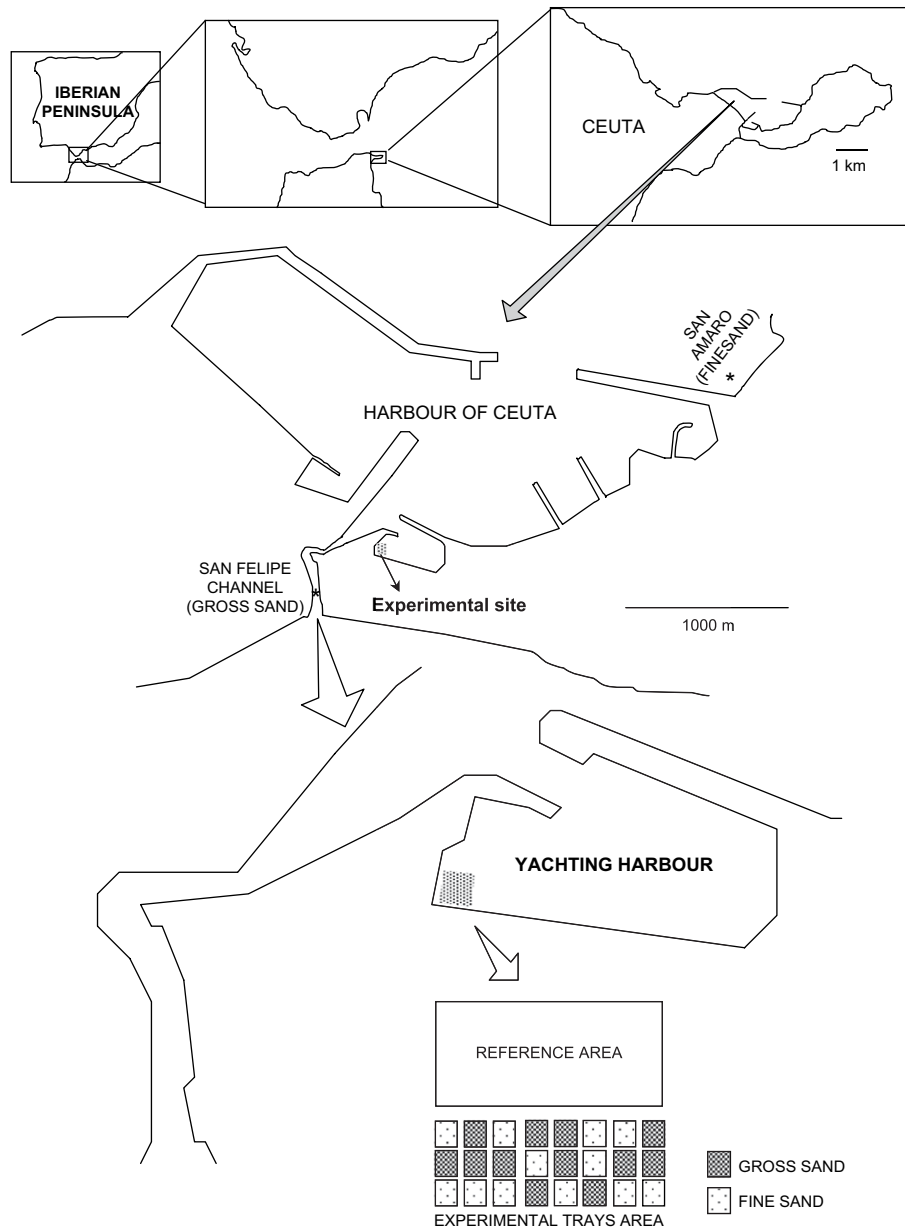 IBERIAN
PENINSULA
CEUTA
1 km
SAN
AMARO
(FINESAND)
*
HARBOUR OF CEUTA
SAN FELIPE
CHANNEL
(GROSS SAND)
*
Experimental site
1000 m
YACHTING HARBOUR
REFERENCE AREA
GROSS SAND
FINE SAND
EXPERIMENTAL TRAYS AREA